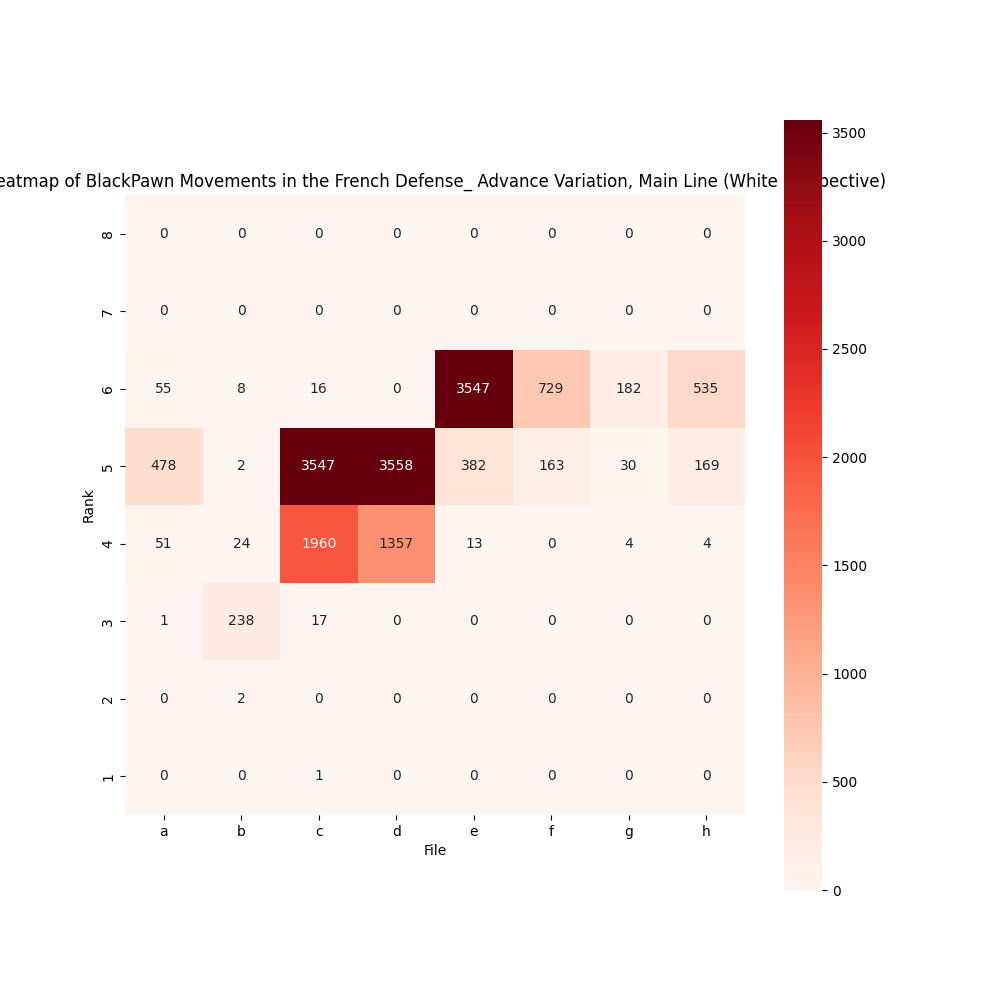 eatmap of BlackPawn Movements in the French Defense_ Advance Variation, Main Line (White pective)
3500
3000
2500
2000
1500
1000
500
0
Rank
8 0 0 0 0 0 0 0 0
7 0 0 0 0 0 0 0 0
6 55 8 16 0 3547 729 182 535
5 478 2 3547 3558 382 163 30 169
4 51 24 1960 1357 13 0 4 4
3 1 238 17 0 0 0 0 0
2 0 2 0 0 0 0 0 0
1 0 0 1 0 0 0 0 0
a b c d e f g h
File